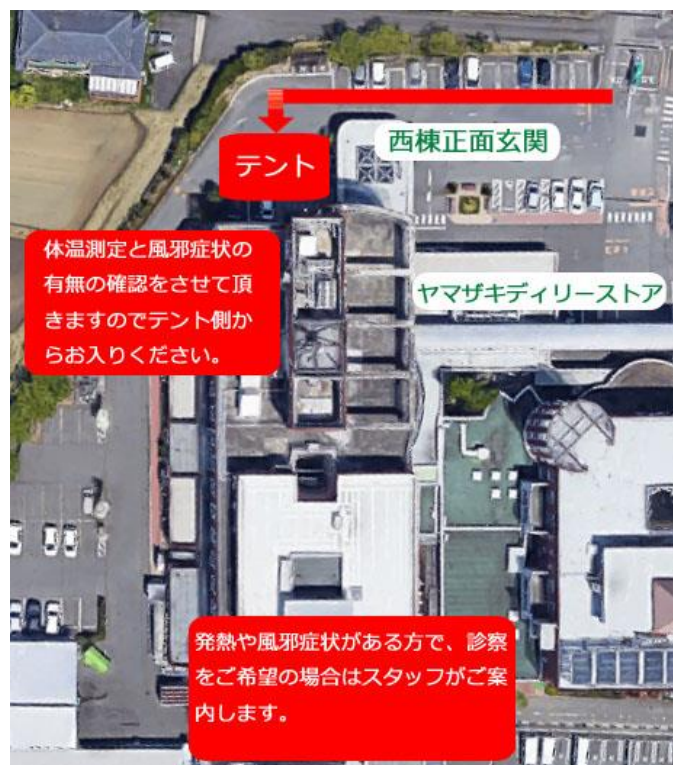 西棟正面玄関
テント
体温測定と風邪症状の
有無の確認をさせて頂
きますのでテント側か
らお入りください。
ヤマザキディリーストア
発熱や風邪症状がある方で、診察
をご希望の場合はスタッフがご案
内します。